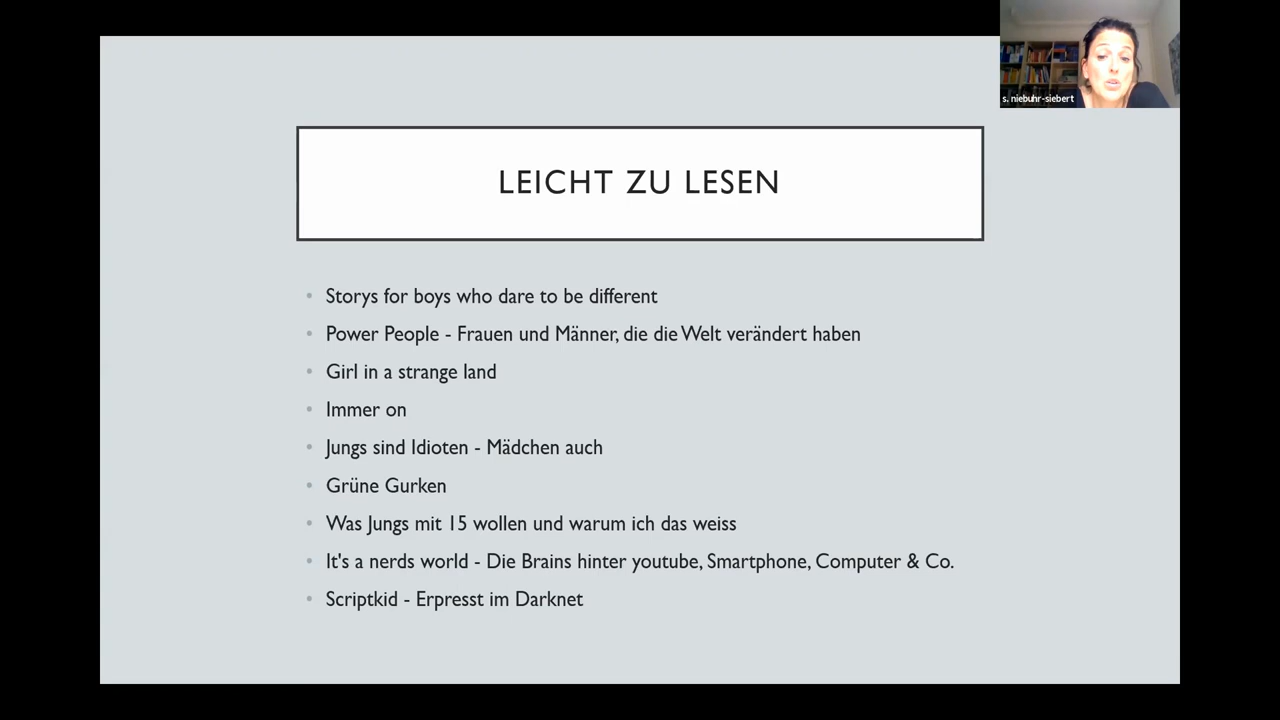 s. niebuhr-siebert
LEICHT ZU LESEN
• Storys for boys who dare to be different
• Power People - Frauen und Männer, die die Welt verändert haben
• Girl in a strange land
• Immer on
• Jungs sind Idioten - Mädchen auch
• Grüne Gurken
• Was Jungs mit 15 wollen und warum ich das weiss
• It's a nerds world - Die Brains hinter youtube, Smartphone, Computer & Co.
• Scriptkid - Erpresst im Darknet